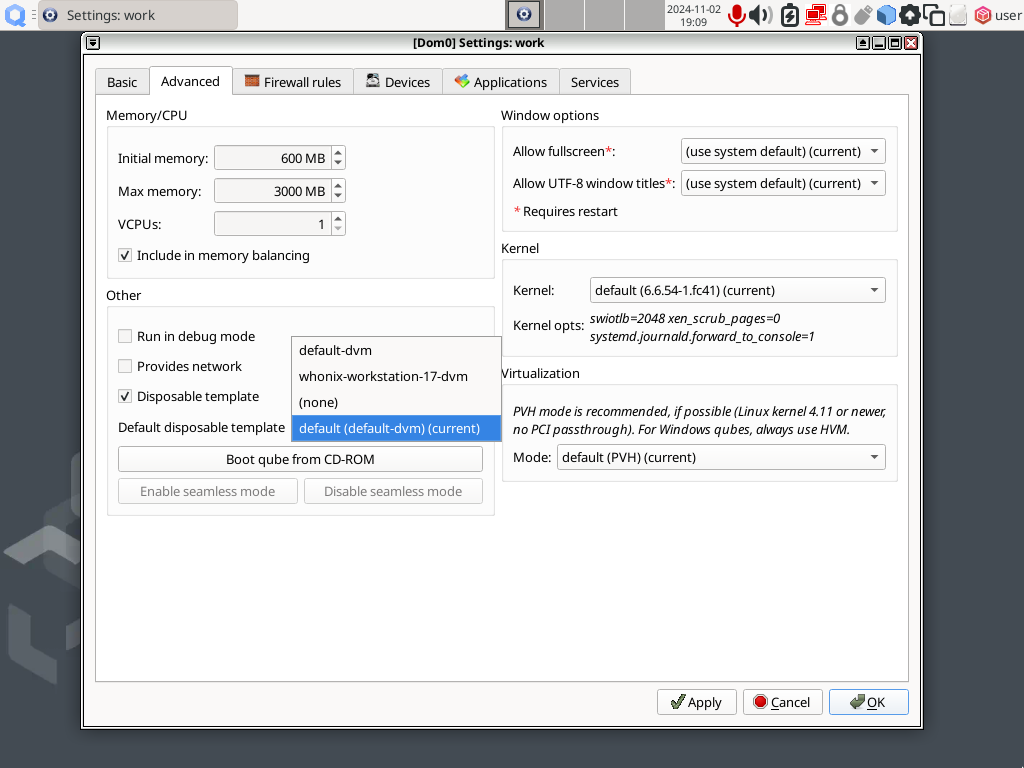 Settings: work
2024-11-02
19:09
user
[Dom0] Settings: work
Basic
Advanced
Firewall rules
Devices
Applications
Services
Memory/CPU
Initial memory:
600 MB
Max memory:
3000 MB
VCPUs:
1
Include in memory balancing
Other
Run in debug mode
Provides network
Disposable template
Default disposable template
default-dvm
whonix-workstation-17-dvm
(none)
default (default-dvm) (current)
Boot qube from CD-ROM
Enable seamless mode
Disable seamless mode
Window options
Allow fullscreen*:
(use system default) (current)
Allow UTF-8 window titles*:
(use system default) (current)
* Requires restart
Kernel
Kernel:
default (6.6.54-1.fc41) (current)
Kernel opts:
swiotlb=2048 xen_scrub_pages=0
systemd.journald.forward_to_console=1
Virtualization
PVH mode is recommended, if possible (Linux kernel 4.11 or newer,
no PCI passthrough). For Windows qubes, always use HVM.
Mode:
default (PVH) (current)
Apply
Cancel
OK